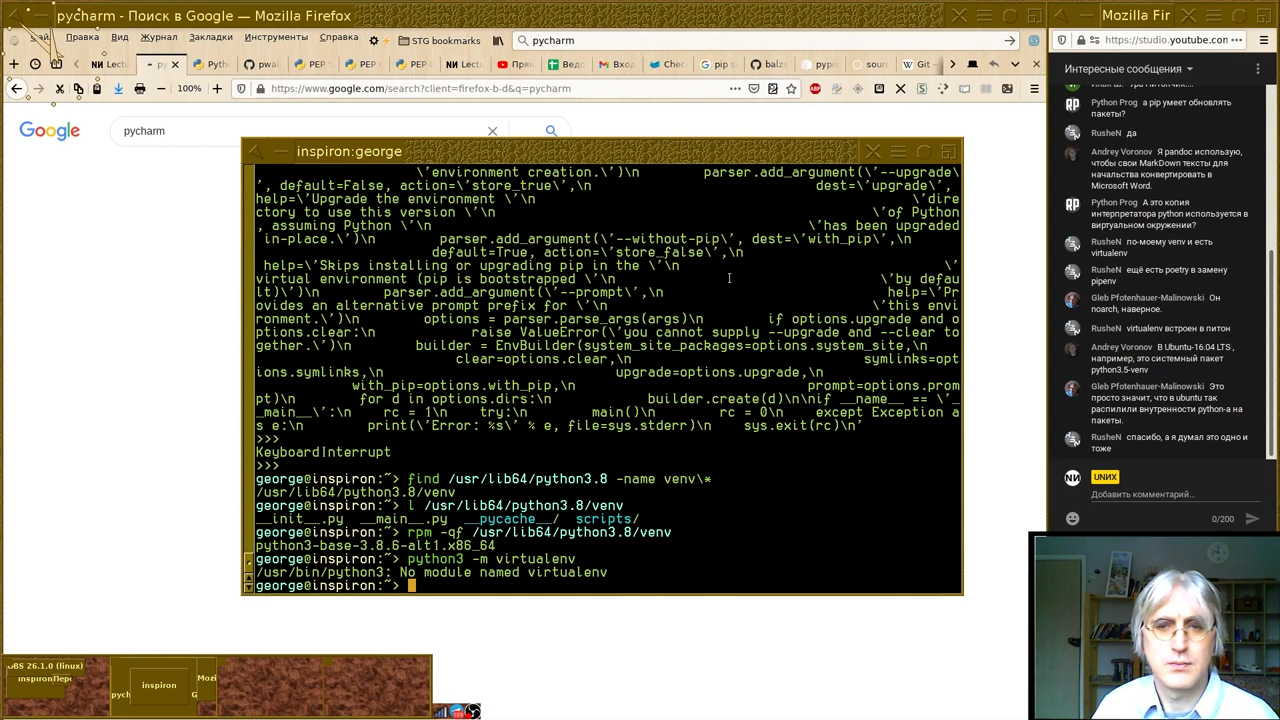 pycharm - Поиск в Google — Mozilla Firefox
Mozilla Fir
Правка Вид Журнал Закладки Инструменты Справка
STG bookmarks
pycharm
https://studio.youtube.com
100%
https://www.google.com/search?client=firefox-b-d&q=pycharm
Google
pycharm
inspiron:george
\'environment creation.\')\n        parser.add_argument(\'--upgrade\
\', default=False, action=\'store_true\',\n                            dest=\'upgrade\',
help=\'Upgrade the environment \'\n                                                \'dire
ctory to use this version \'\n                                                \'of Python
, assuming Python \'\n                                                \'has been upgraded
in-place.\')\n        parser.add_argument(\'--without-pip\', dest=\'with_pip\',\n
default=True, action=\'store_false\',\n
help=\'Skips installing or upgrading pip in the \'\n                                 \'
virtual environment (pip is bootstrapped \'\n                                 \'by defau
lt)\')\n        parser.add_argument(\'--prompt\',\n                            help=\'Pr
ovides an alternative prompt prefix for \'\n                                 \'this envi
ronment.\')\n        options = parser.parse_args(args)\n        if options.upgrade and o
ptions.clear:\n            raise ValueError(\'you cannot supply --upgrade and --clear to
gether.\')\n        builder = EnvBuilder(system_site_packages=options.system_site,\n
clear=options.clear,\n                             symlinks=opt
ions.symlinks,\n                             upgrade=options.upgrade,\n
with_pip=options.with_pip,\n                             prompt=options.pro
mpt)\n        for d in options.dirs:\n            builder.create(d)\n\nif __name__ == \'_
_main__\':\n    rc = 1\n    try:\n        main()\n        rc = 0\n    except Exception a
s e:\n        print(\'Error: %s\' % e, file=sys.stderr)\n    sys.exit(rc)\n'
>>>
KeyboardInterrupt
>>>
george@inspiron:~> find /usr/lib64/python3.8 -name venv\*
/usr/lib64/python3.8/venv
george@inspiron:~> l /usr/lib64/python3.8/venv
__init__.py  __main__.py  __pycache__/  scripts/
george@inspiron:~> rpm -qf /usr/lib64/python3.8/venv
python3-base-3.8.6-alt1.x86_64
george@inspiron:~> python3 -m virtualenv
/usr/bin/python3: No module named virtualenv
george@inspiron:~>
Интересные сообщения
Python Prog а pip умеет обновлять
пакеты?
RusheN да
Andrey Voronov Я pandoc использую,
чтобы свои MarkDown тексты для
начальства конвертировать в
Microsoft Word.
Python Prog А это копия
интерпретатора python используется в
виртуальном окружении?
RusheN по-моему venv и есть
virtualenv
RusheN ещё есть poetry в замену
pipenv
Gleb Pfotenhauer-Malinowski Он
noarch, наверное.
RusheN virtualenv встроен в питон
Andrey Voronov В Ubuntu-16.04 LTS ,
например, это системный пакет
python3.5-venv
Gleb Pfotenhauer-Malinowski Это
просто значит, что в ubuntu так
распилили внутренности python-а на
пакеты.
RusheN спасибо, а я думал это одно и
тоже
UNИX
Добавить комментарий...
0/200
OBS 26.1.0 (linux)
inspiron
pych
Mozi